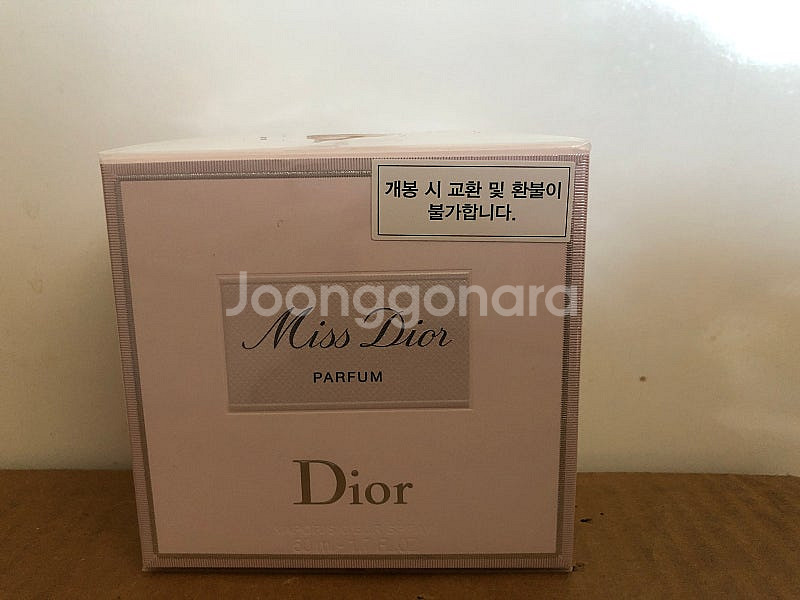 개봉 시 교환 및 환불이
불가합니다.
Joonggonara
Miss Dior
PARFUM
Dior